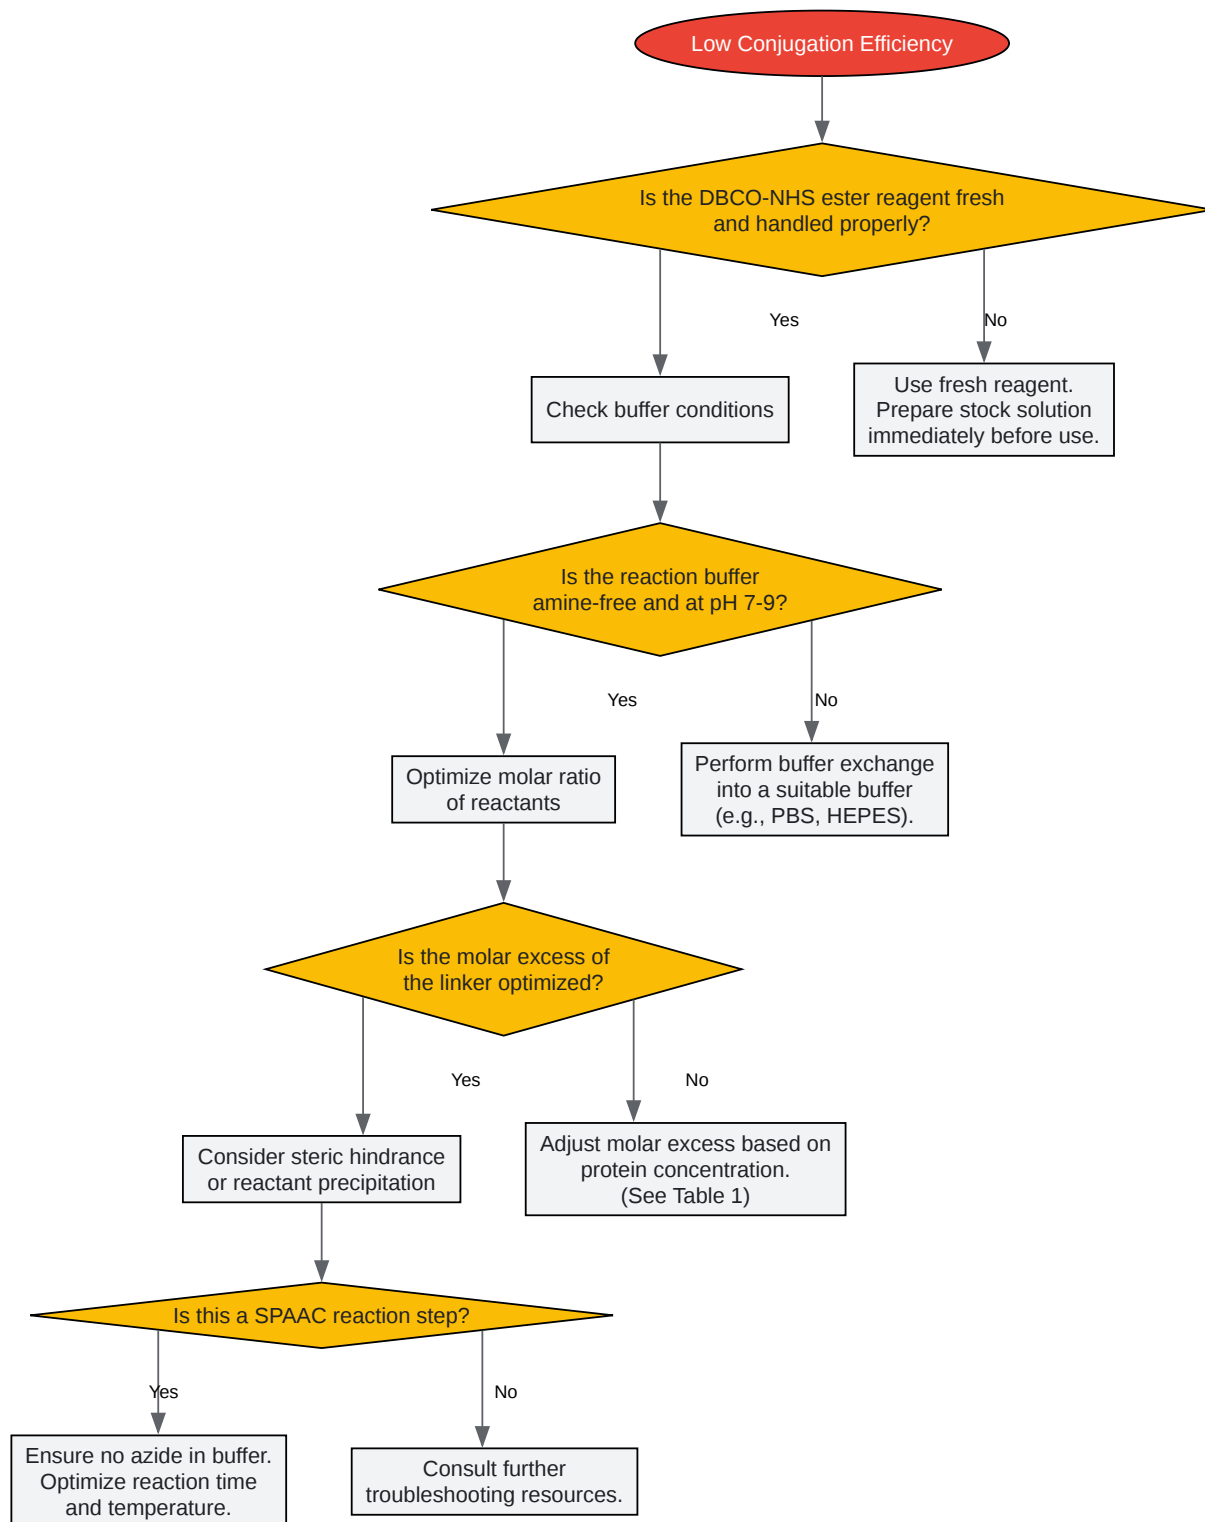 Low Conjugation Efficiency
Is the DBCO-NHS ester reagent fresh
and handled properly?
Yes
No
Check buffer conditions
Use fresh reagent.
Prepare stock solution
immediately before use.
Is the reaction buffer
amine-free and at pH 7-9?
Yes
No
Optimize molar ratio
of reactants
Perform buffer exchange
into a suitable buffer
(e.g., PBS, HEPES).
Is the molar excess of
the linker optimized?
Yes
No
Consider steric hindrance
or reactant precipitation
Adjust molar excess based on
protein concentration.
(See Table 1)
Is this a SPAAC reaction step?
Yes
No
Ensure no azide in buffer.
Optimize reaction time
and temperature.
Consult further
troubleshooting resources.